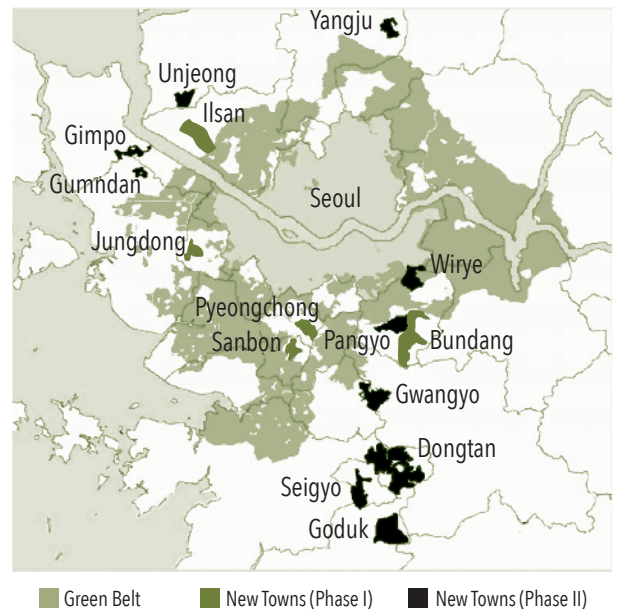 Yangju
Unjeong
Ilsan
Gimpo
Gumndan
Seoul
Jungdong
Wirye
Pyeongchong
Sanbon
Pangyo
Bundang
Gwangyo
Dongtan
Seigyo
Goduk
Green Belt
New Towns (Phase I)
New Towns (Phase II)